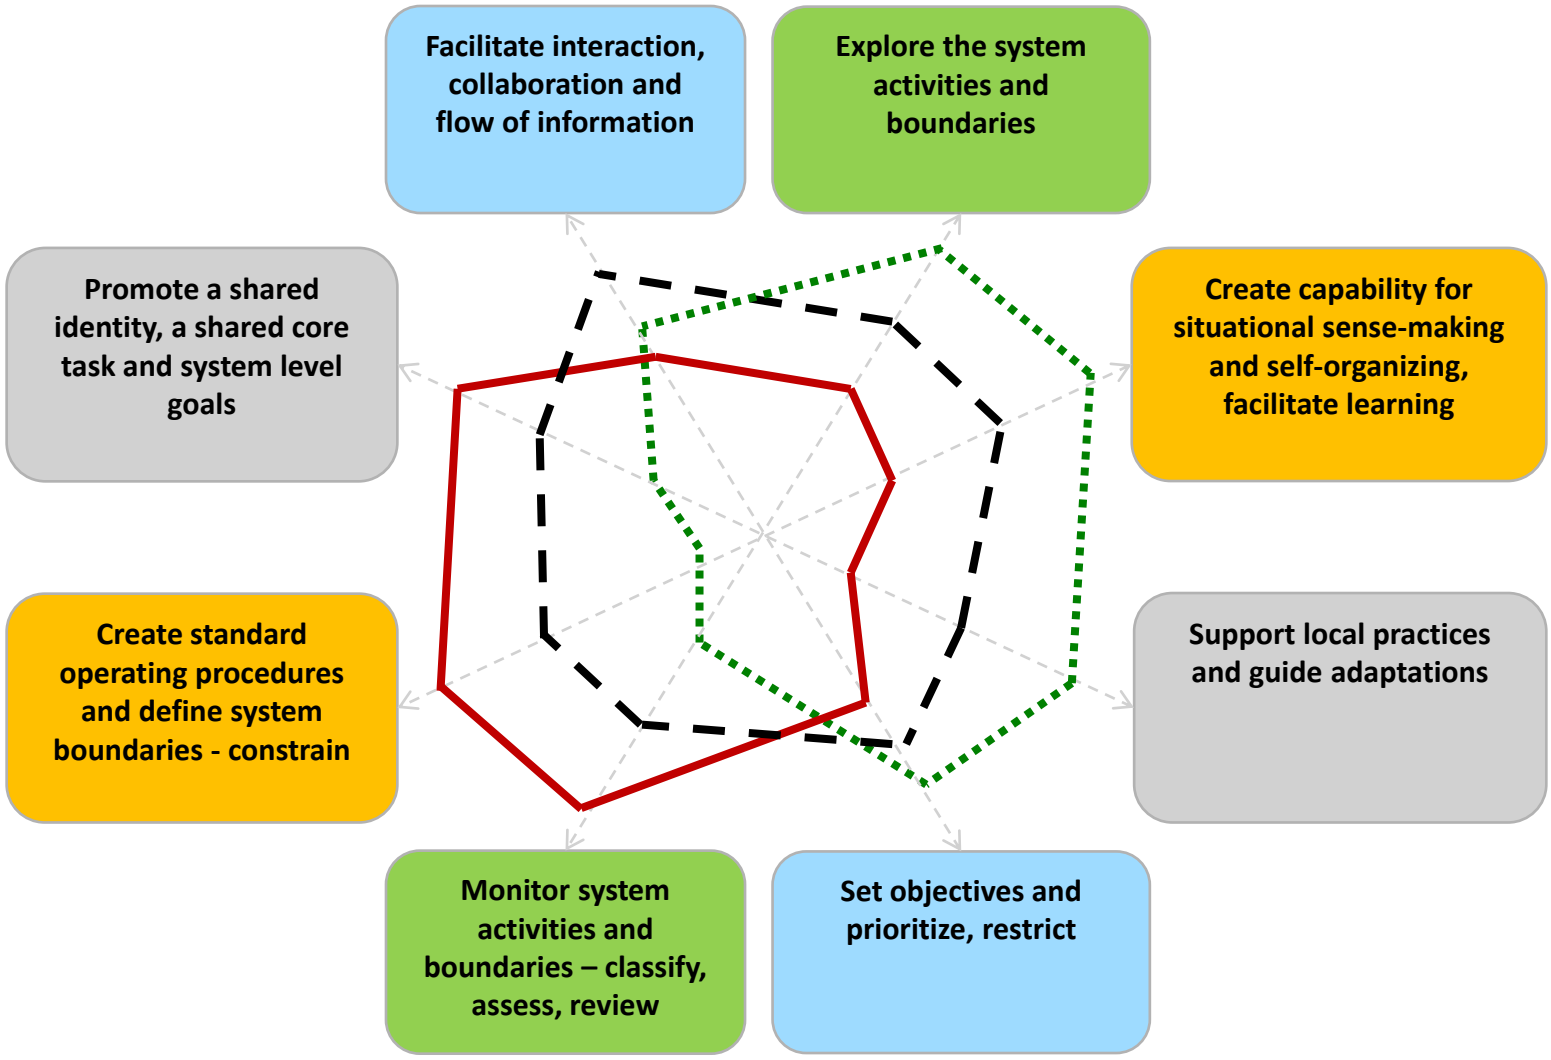 Facilitate interaction,
collaboration and
flow of information
Explore the system
activities and
boundaries
Promote a shared
identity, a shared core
task and system level
goals
Create capability for
situational sense-making
and self-organizing,
facilitate learning
Create standard
operating procedures
and define system
boundaries - constrain
Support local practices
and guide adaptations
Monitor system
activities and
boundaries – classify,
assess, review
Set objectives and
prioritize, restrict